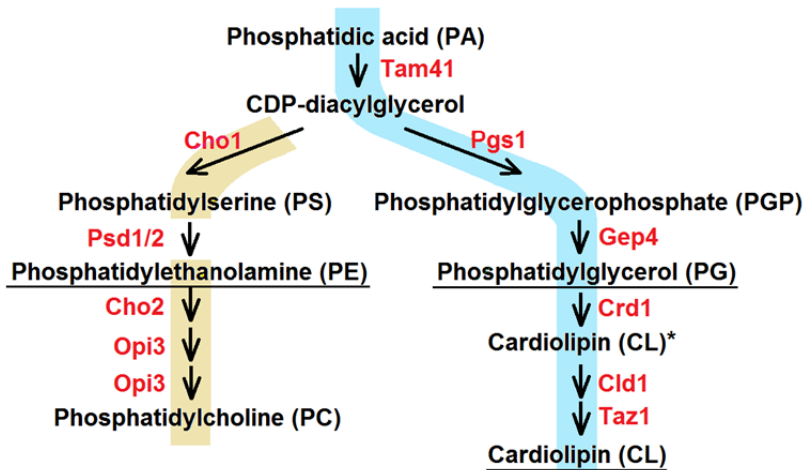 Phosphatidic acid (PA)
Tam41
CDP-diacylglycerol
Cho1
Pgs1
Phosphatidylserine (PS)
Phosphatidylglycerophosphate (PGP)
Psd1/2
Gep4
Phosphatidylethanolamine (PE)
Phosphatidylglycerol (PG)
Cho2
Crd1
Opi3
Cardiolipin (CL)*
Opi3
Cld1
Taz1
Phosphatidylcholine (PC)
Cardiolipin (CL)